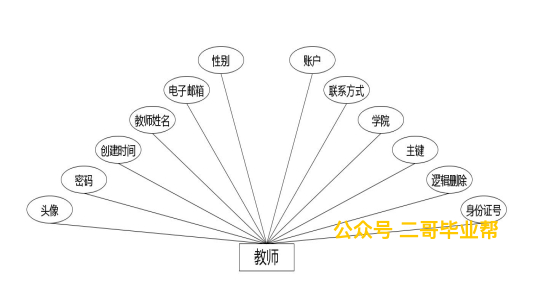 性别 账户
电子邮箱 联系方式
教师姓名 学院
创建时间 主键
密码 逻辑删除
头像 身份证号
公众号 二哥毕业帮
教师